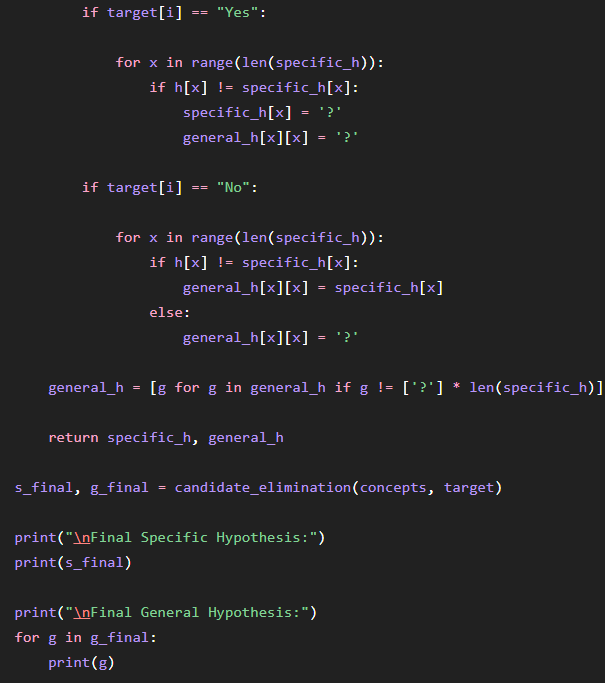 if target[i] == "Yes":
for x in range(len(specific_h)):
if h[x] != specific_h[x]:
specific_h[x] = '?'
general_h[x][x] = '?'
if target[i] == "No":
for x in range(len(specific_h)):
if h[x] != specific_h[x]:
general_h[x][x] = specific_h[x]
else:
general_h[x][x] = '?'
general_h = [g for g in general_h if g != ['?'] * len(specific_h)]
return specific_h, general_h
s_final, g_final = candidate_elimination(concepts, target)
print("\nFinal Specific Hypothesis:")
print(s_final)
print("\nFinal General Hypothesis:")
for g in g_final:
print(g)